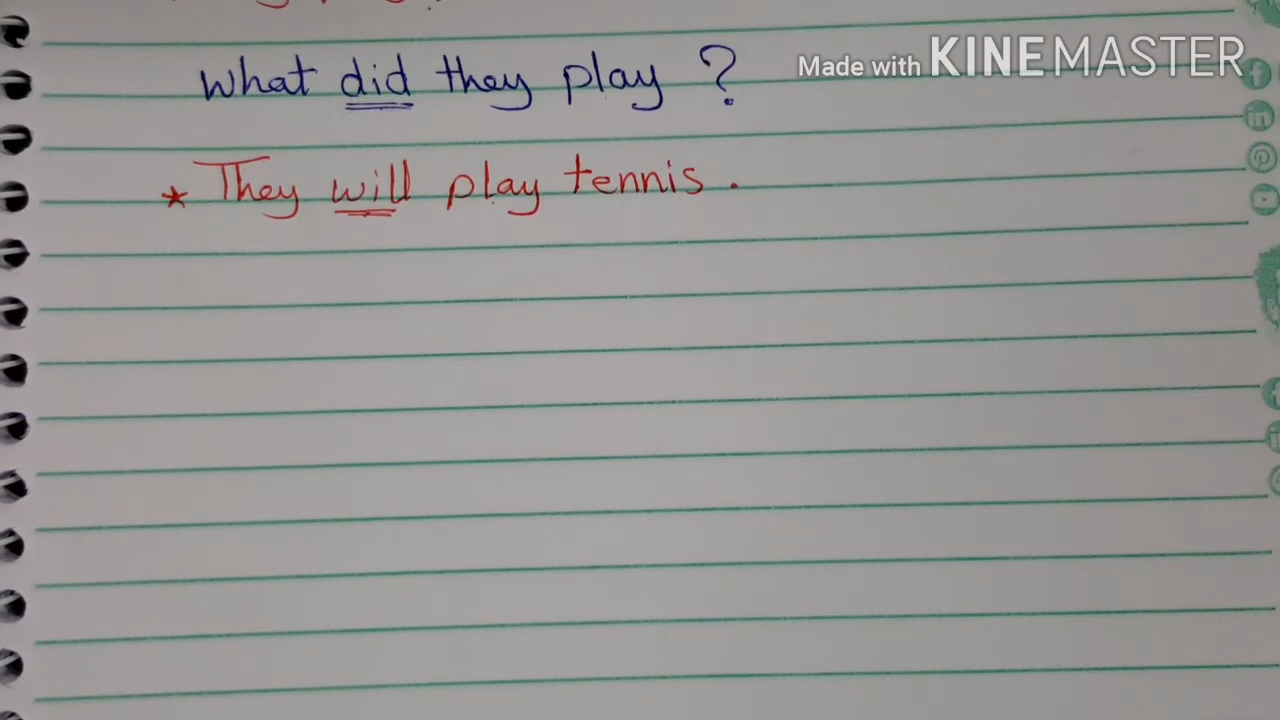 What did they play ?
Made with KINEMASTER
* They will play tennis .